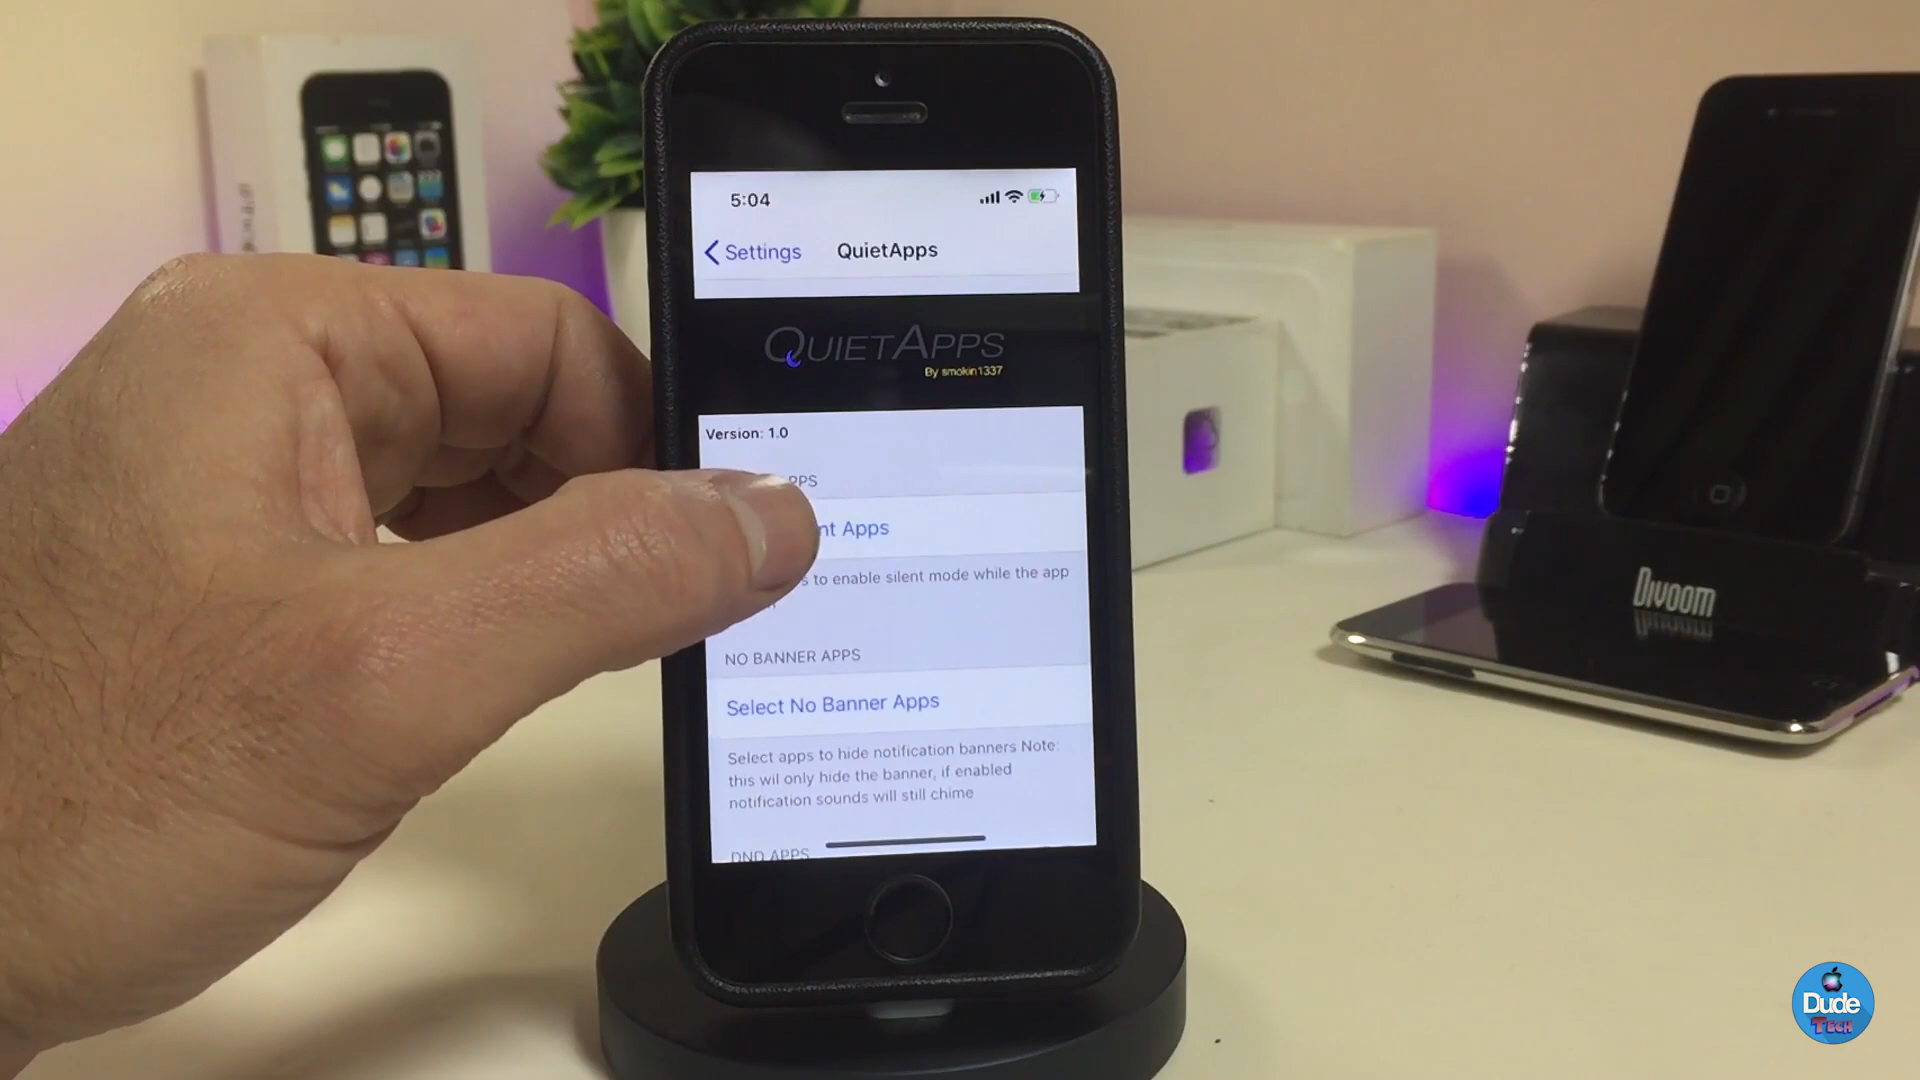 5:04
Settings QuietApps
QUIETAPPS
By smokin1337
Version: 1.0
PPS
nt Apps
s to enable silent mode while the app
NO BANNER APPS
Select No Banner Apps
Select apps to hide notification banners Note:
this wil only hide the banner, if enabled
notification sounds will still chime
DND APPS
Divoom
Dude
TECH